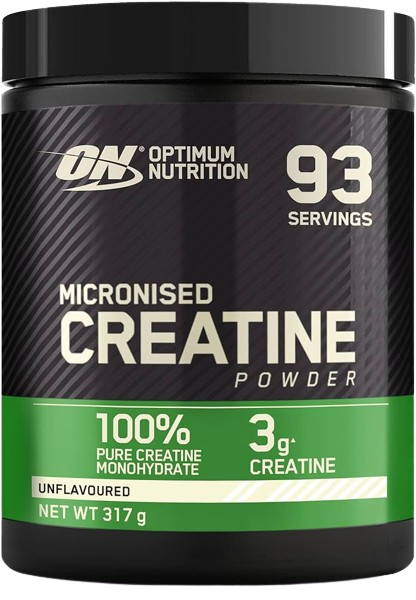 ON® OPTIMUM
NUTRITION
93
SERVINGS
MICRONISED
CREATINE
POWDER
100%
PURE CREATINE
MONOHYDRATE
3g
CREATINE
UNFLAVOURED
NET WT 317 g